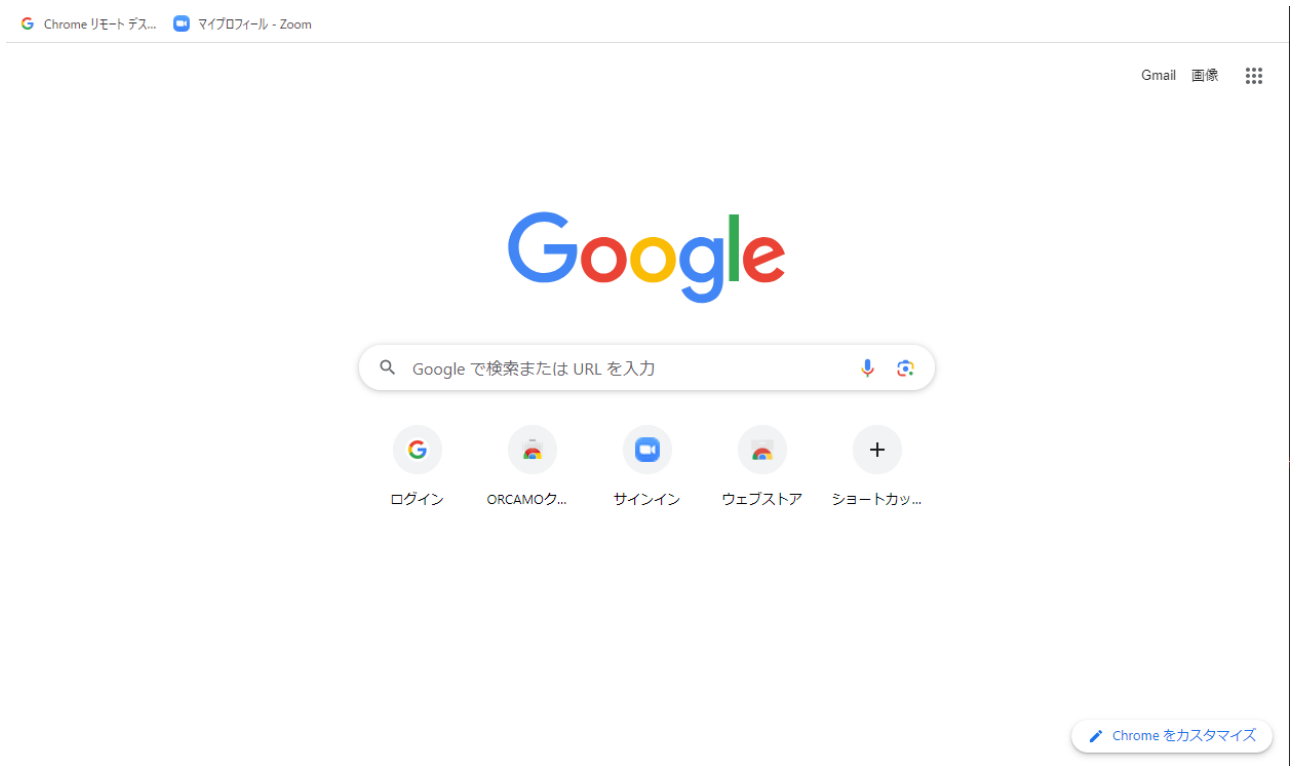 Chrome リモート デス... マイプロフィール - Zoom
Gmail 画像
Google
Google で検索または URL を入力
ログイン ORCAMOク... サインイン ウェブストア ショートカッ...
Chrome をカスタマイズ